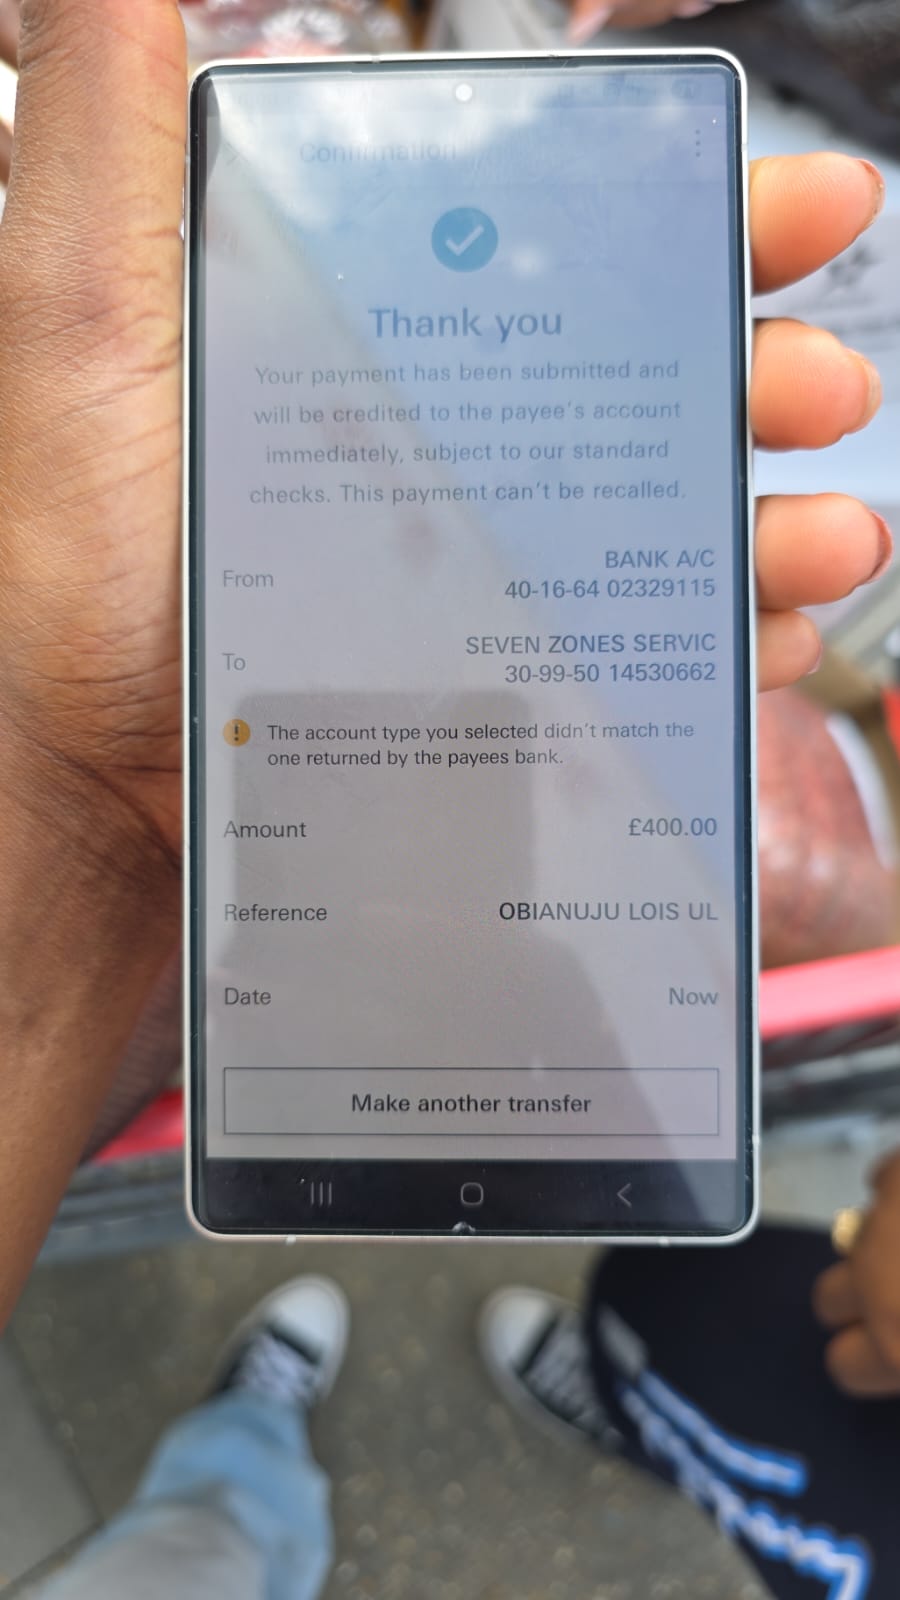 Confirmation
Thank you
Your payment has been submitted and
will be credited to the payee's account
immediately, subject to our standard
checks. This payment can't be recalled.
From
BANK A/C
40-16-64 02329115
To
SEVEN ZONES SERVIC
30-99-50 14530662
The account type you selected didn't match the
one returned by the payees bank.
Amount
£400.00
Reference
OBIANUJU LOIS UL
Date
Now
Make another transfer